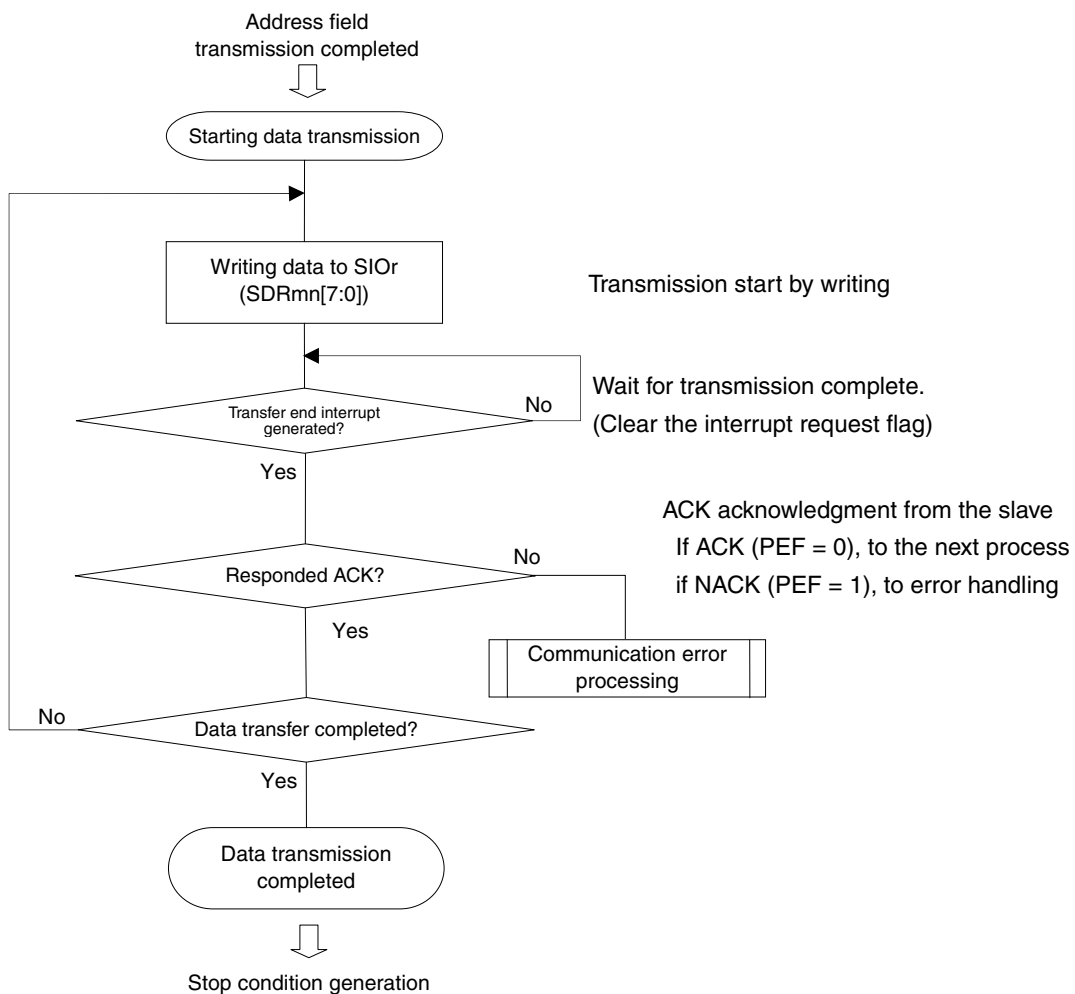 Address field
transmission completed
Starting data transmission
Writing data to SIOr
(SDRmn[7:0])
Transmission start by writing
Wait for transmission complete.
(Clear the interrupt request flag)
Transfer end interrupt
generated?
No
Yes
ACK acknowledgment from the slave
If ACK (PEF = 0), to the next process
if NACK (PEF = 1), to error handling
Responded ACK?
No
Yes
Communication error
processing
Data transfer completed?
No
Yes
Data transmission
completed
Stop condition generation